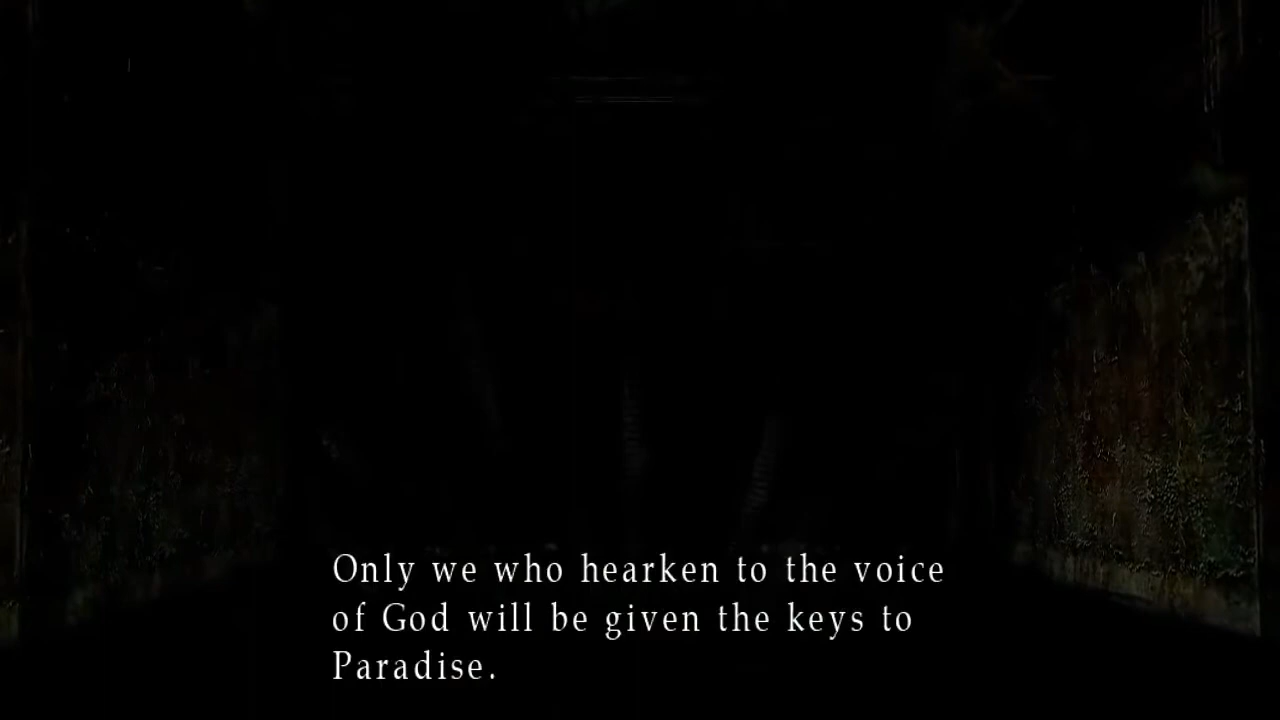 Only we who hearken to the voice
of God will be given the keys to
Paradise.